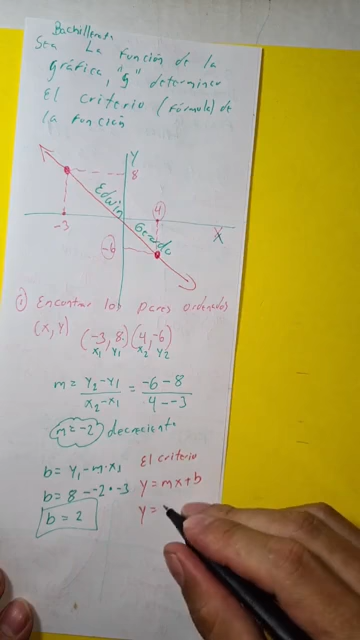 Bachillerato
Sea La función de la
gráfica, "g" determinar
El criterio (fórmula) de
la función
Y
8
Edwin
4
-3
Gerardo
X
-6
① Encontrar los pares ordenados
(x, y) (-3, 8) (4, -6)
x₁ y₁ x₂ y₂
m = y₂-y₁ / x₂-x₁ = -6-8 / 4--3
m=-2 decreciente
b= y₁-m·x₁
b= 8--2·-3
b=2
El criterio
y=mx+b
y=